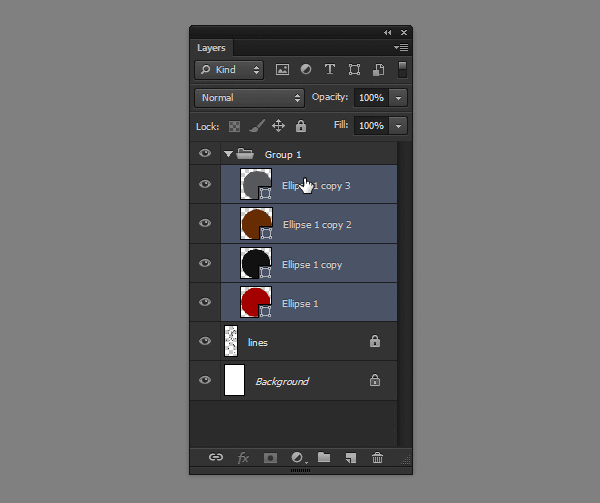 Layers
Kind
T
Normal Opacity: 100%
Lock: Fill: 100%
Group 1
Ellipse 1 copy 3
Ellipse 1 copy 2
Ellipse 1 copy
Ellipse 1
lines
Background
fx